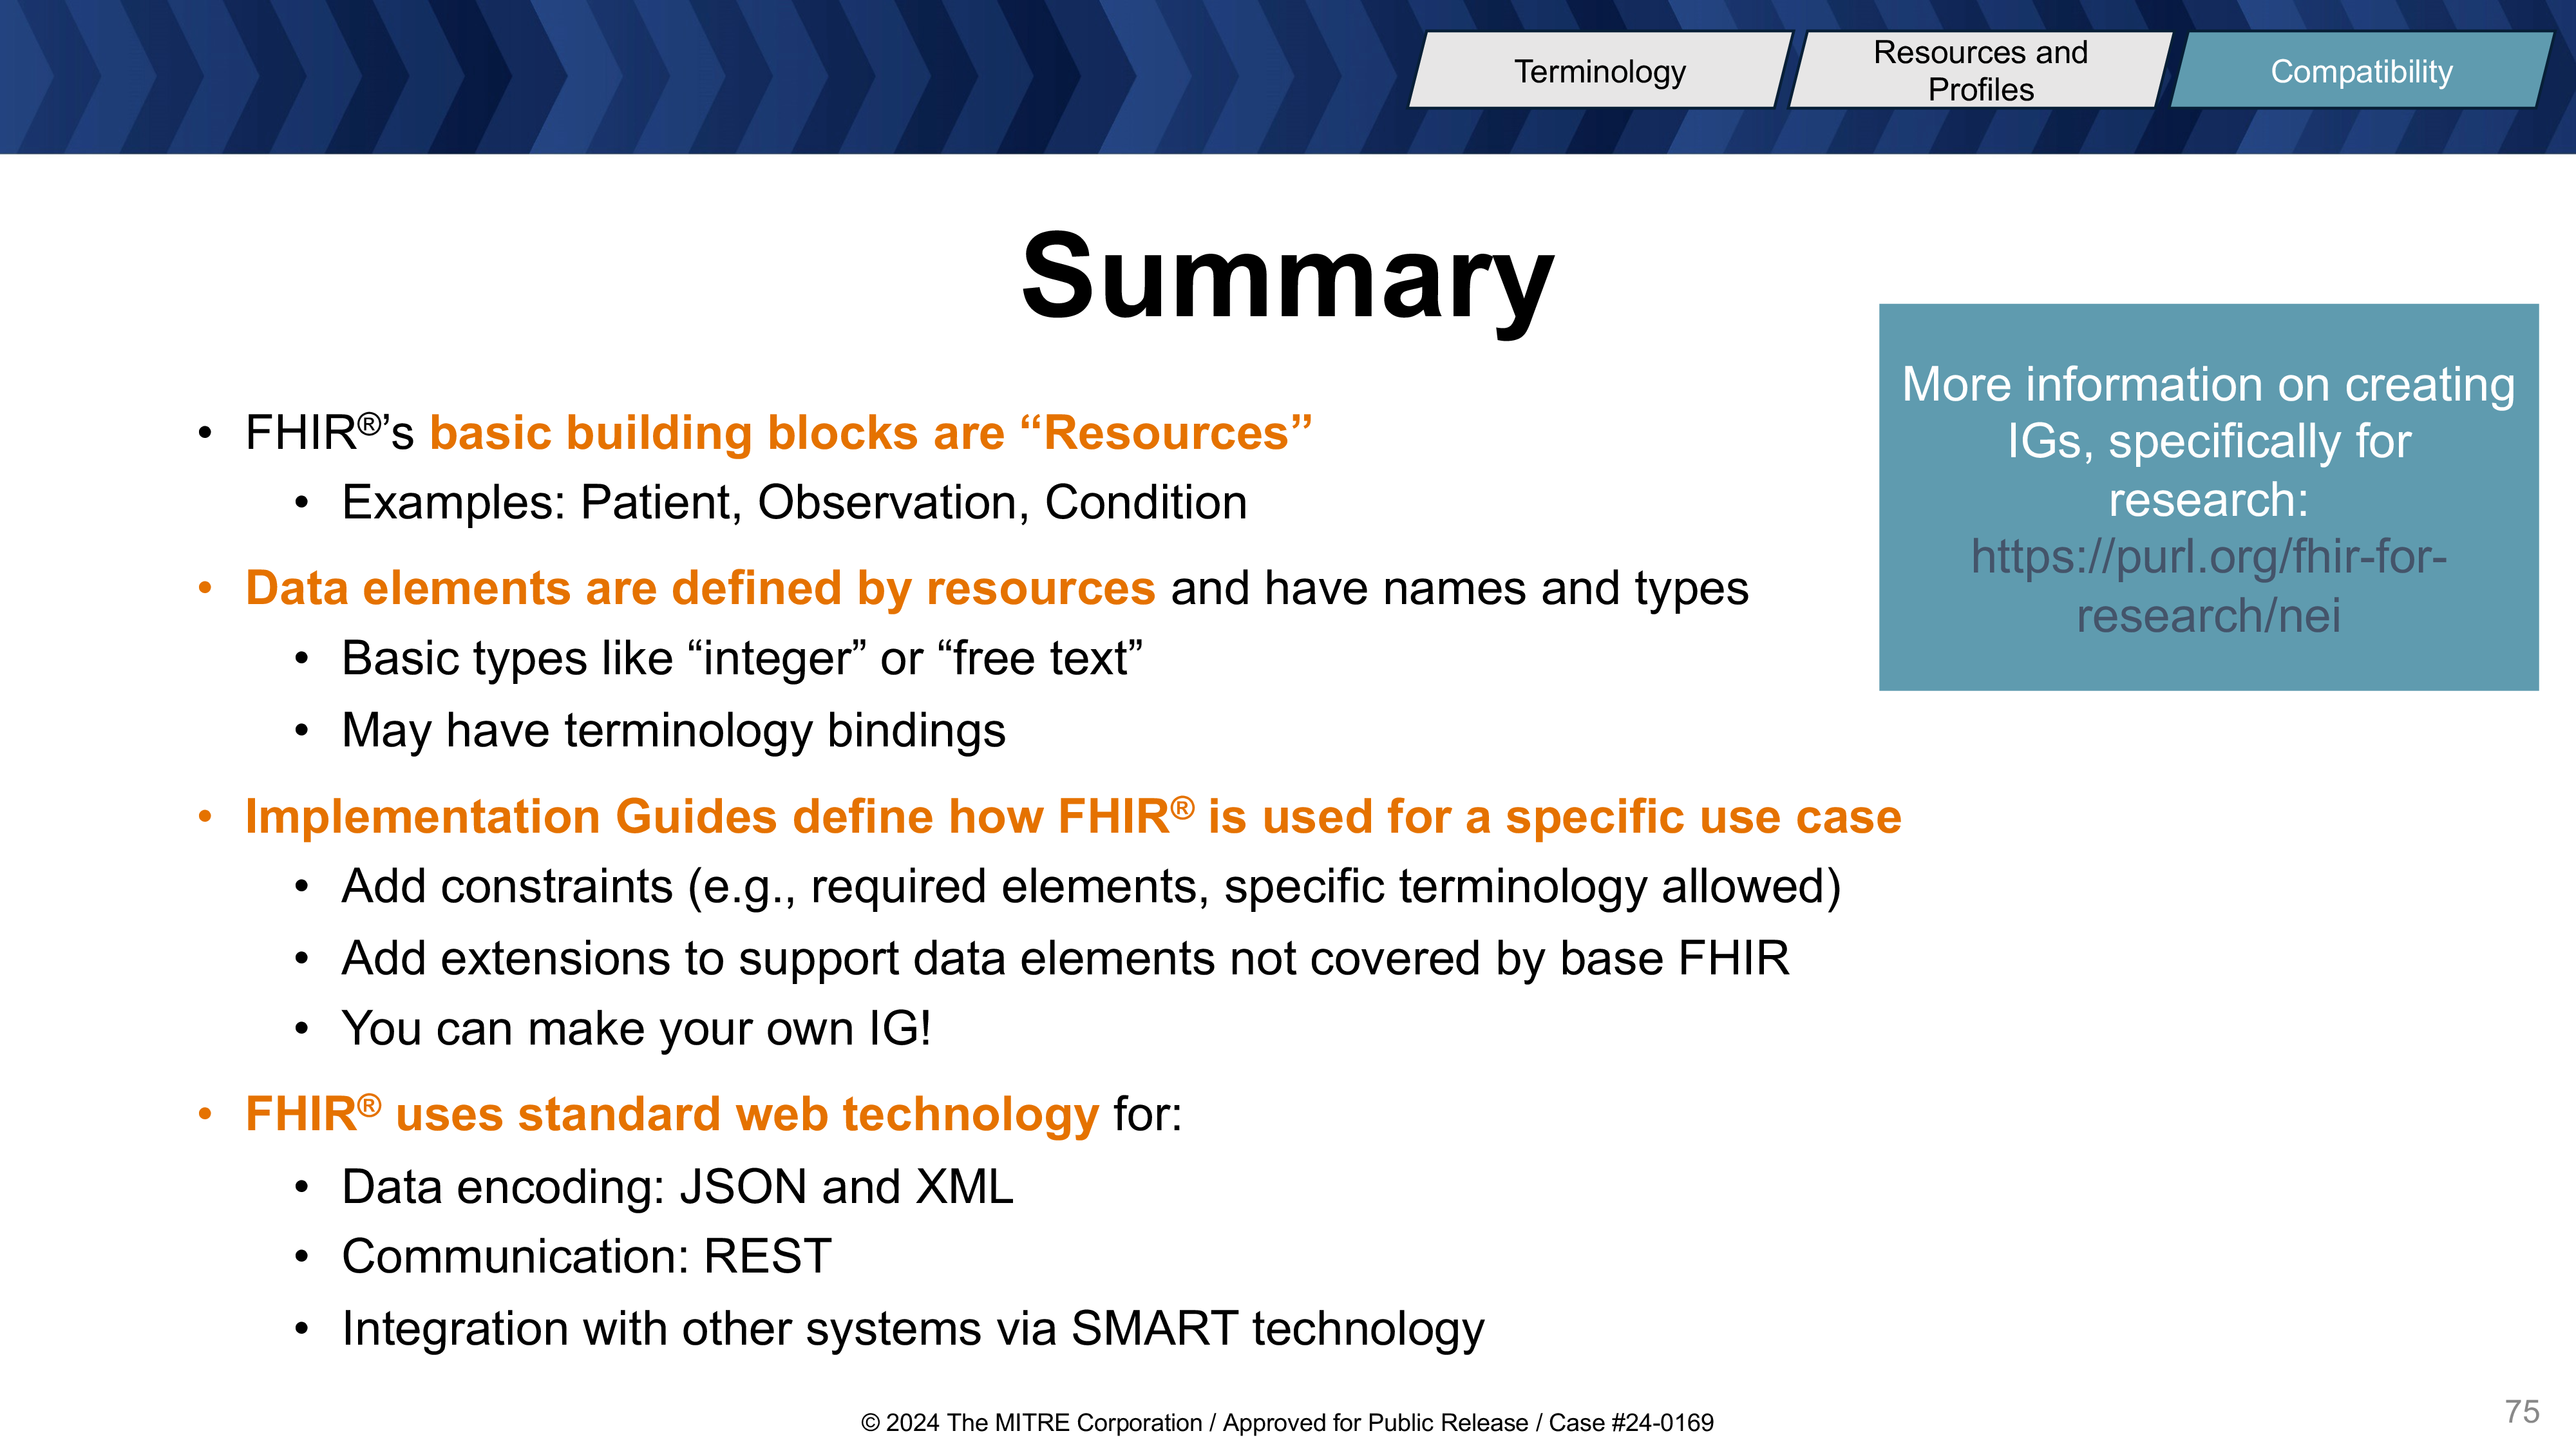 Terminology
Resources and
Profiles
Compatibility
Summary
• FHIR®’s basic building blocks are “Resources”
• Examples: Patient, Observation, Condition
• Data elements are defined by resources and have names and types
• Basic types like “integer” or “free text”
• May have terminology bindings
• Implementation Guides define how FHIR® is used for a specific use case
• Add constraints (e.g., required elements, specific terminology allowed)
• Add extensions to support data elements not covered by base FHIR
• You can make your own IG!
• FHIR® uses standard web technology for:
• Data encoding: JSON and XML
• Communication: REST
• Integration with other systems via SMART technology
More information on creating
IGs, specifically for
research:
https://purl.org/fhir-for-
research/nei
© 2024 The MITRE Corporation / Approved for Public Release / Case #24-0169
75